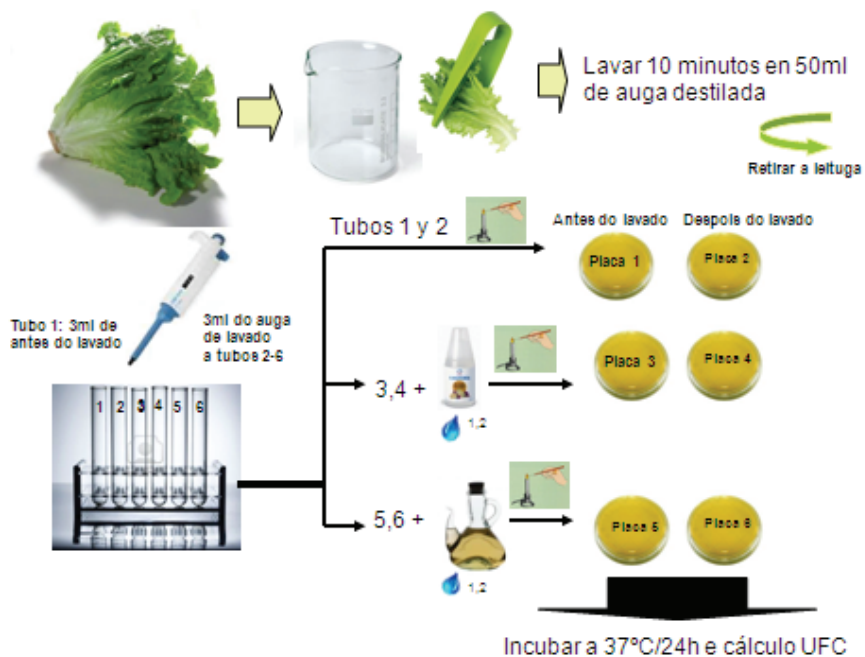 Lavar 10 minutos en 50ml
de auga destilada
Retirar a leituga
Tubos 1 y 2
Antes do lavado
Despois do lavado
Placa 1
Placa 2
Tubo 1: 3ml de
antes do lavado
3ml do auga
de lavado
a tubos 2-6
1 2 3 4 5 6
3,4 +
1,2
Placa 3
Placa 4
5,6 +
1,2
Placa 5
Placa 6
Incubar a 37ºC/24h e cálculo UFC